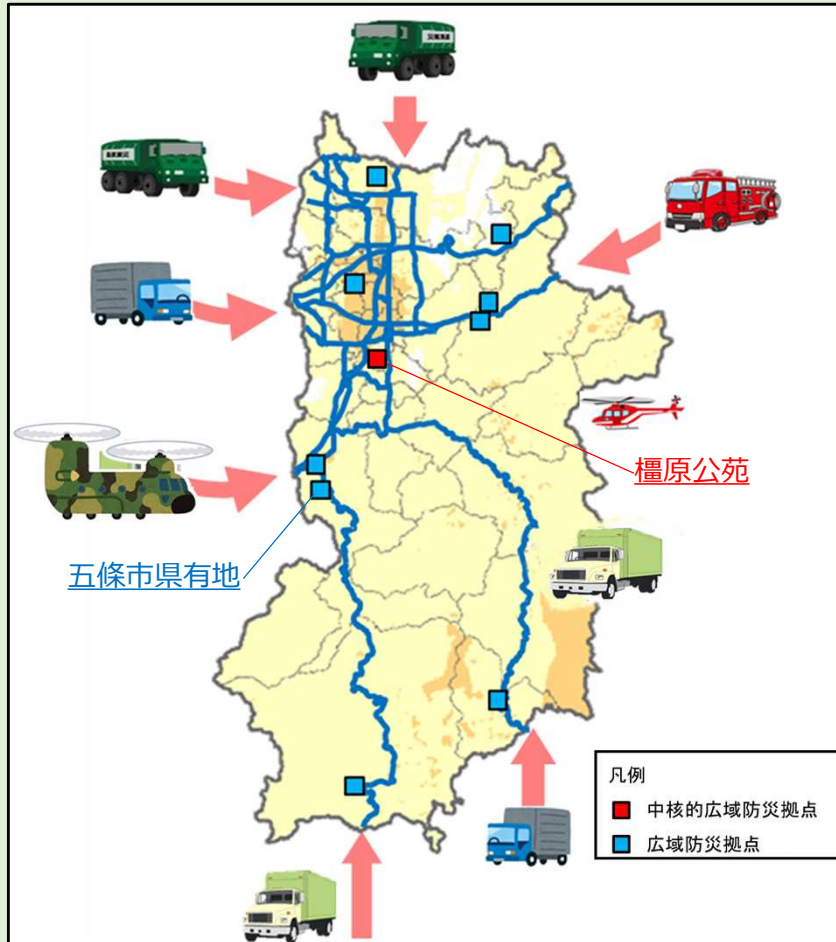 橿原公苑
五條市県有地
凡例
中核的広域防災拠点
広域防災拠点